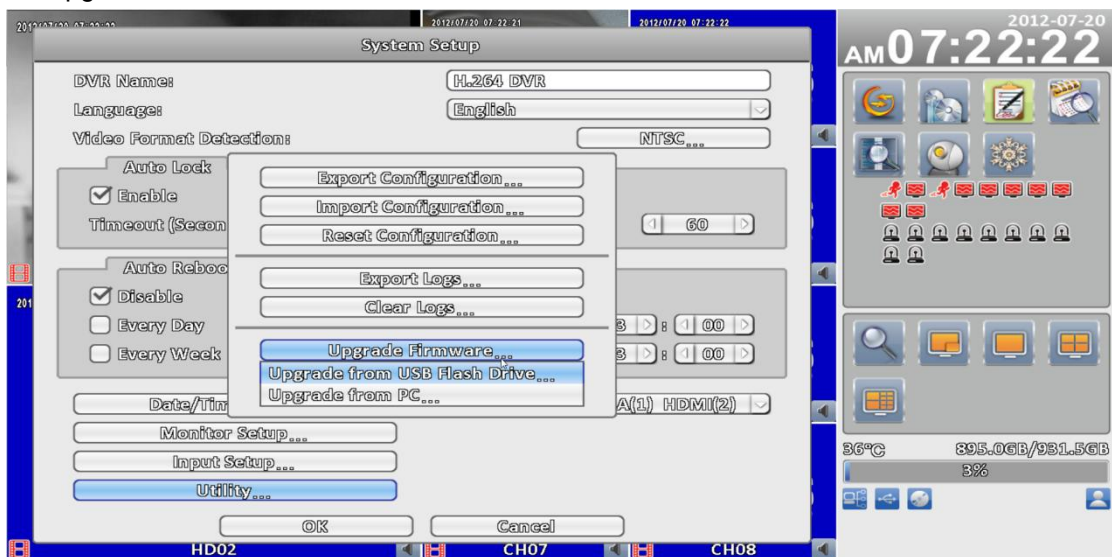 2012/07/20 07:22:21
2012/07/20 07:22:22
2012-07-20
System Setup
AM07:22:22
DVR Name:
H.264 DVR
Language:
English
Video Format Detection:
NTSC...
Auto Lock
Export Configuration...
Enable
Import Configuration...
Timeout (Secon
60
Reset Configuration...
Auto Reboo
Export Logs...
201
Disable
Clear Logs...
Every Day
: 00
Upgrade Firmware...
Every Week
: 00
Upgrade from USB Flash Drive...
Upgrade from PC...
Date/Tim
A(1) HDMI(2)
Monitor Setup...
36°C
895.0GB/931.5GB
Input Setup...
3%
Utility...
OK
Cancel
HD02
CH07
CH08